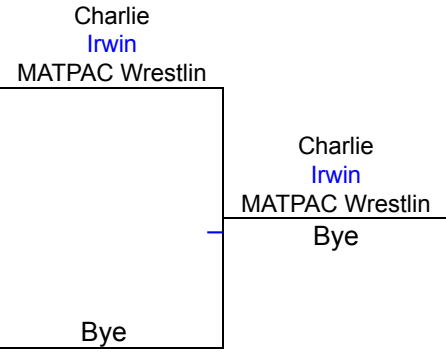 Charlie
Irwin
MATPAC Wrestlin
Charlie
Irwin
MATPAC Wrestlin
Bye
Bye